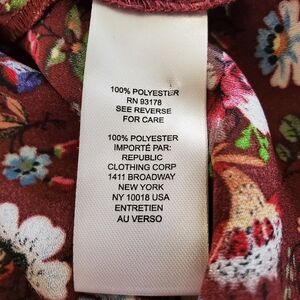 100% POLYESTER
RN 93178
SEE REVERSE
FOR CARE
100% POLYESTER
IMPORTÉ PAR:
REPUBLIC
CLOTHING CORP
1411 BROADWAY
NEW YORK
NY 10018 USA
ENTRETIEN
AU VERSO